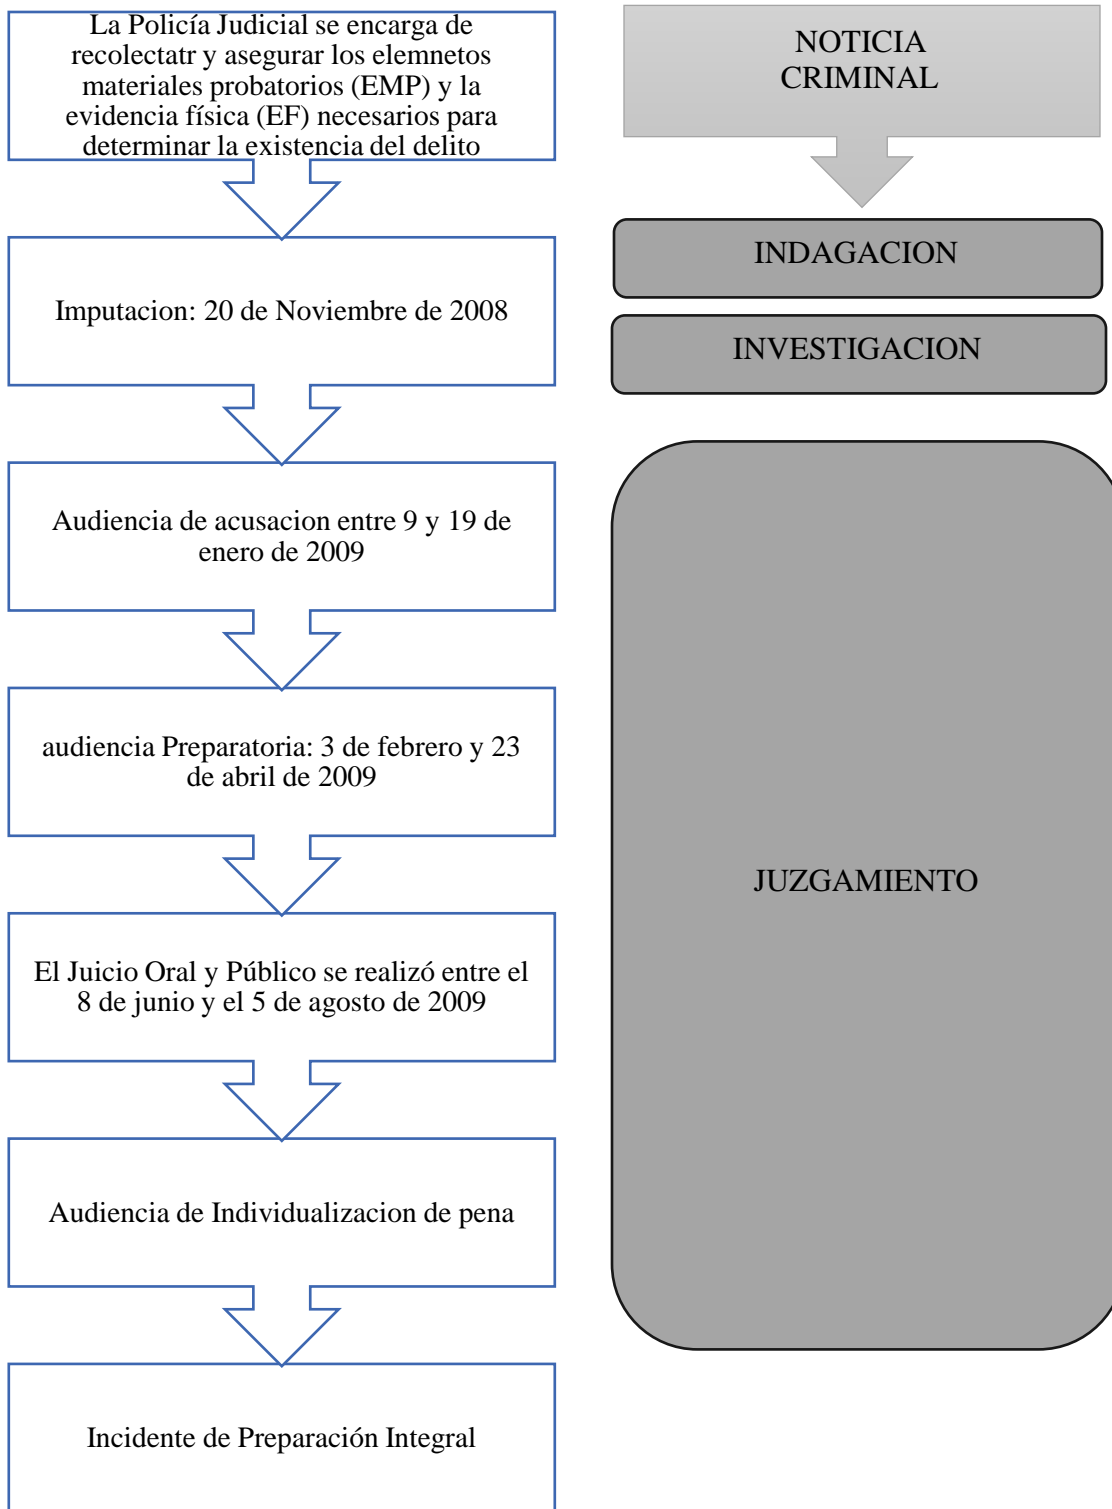 La Policía Judicial se encarga de
recolectatr y asegurar los elemnetos
materiales probatorios (EMP) y la
evidencia física (EF) necesarios para
determinar la existencia del delito
Imputacion: 20 de Noviembre de 2008
Audiencia de acusacion entre 9 y 19 de
enero de 2009
audiencia Preparatoria: 3 de febrero y 23
de abril de 2009
El Juicio Oral y Público se realizó entre el
8 de junio y el 5 de agosto de 2009
Audiencia de Individualizacion de pena
Incidente de Preparación Integral
NOTICIA
CRIMINAL
INDAGACION
INVESTIGACION
JUZGAMIENTO